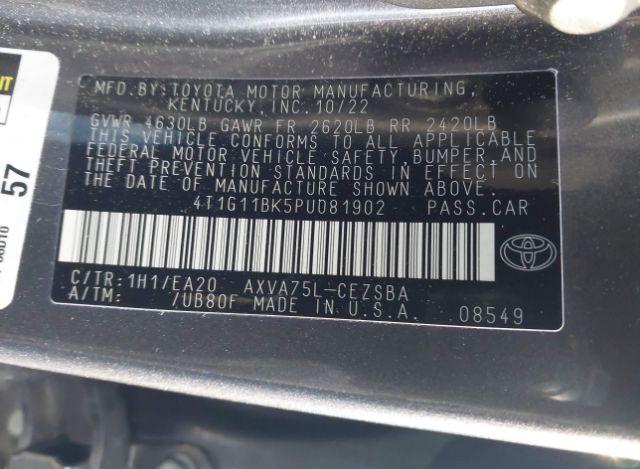 MFD.BY:TOYOTA MOTOR MANUFACTURING,
KENTUCKY,INC.10/22
GVWR 4630LB GAWR FR 2620LB RR 2420LB
THIS VEHICLE CONFORMS TO ALL APPLICABLE
FEDERAL MOTOR VEHICLE SAFETY,BUMPER,AND
THEFT PREVENTION STANDARDS IN EFFECT ON
THE DATE OF MANUFACTURE SHOWN ABOVE.
4T1G11BK5PU081902 PASS.CAR
C/TR:1H1/EA20 AXVA75L-CEZSBA
A/TM: /UB80F MADE IN U.S.A. 08549
57